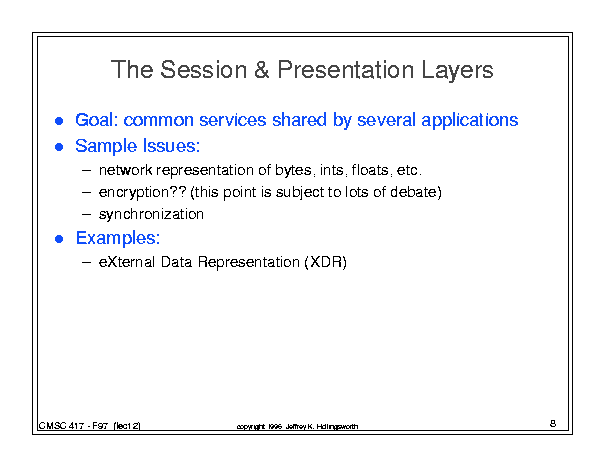 The Session & Presentation Layers
● Goal: common services shared by several applications
● Sample Issues:
– network representation of bytes, ints, floats, etc.
– encryption?? (this point is subject to lots of debate)
– synchronization
● Examples:
– eXternal Data Representation (XDR)
CMSC 417 - F97 (lect 2)
copyright 1996 Jeffrey K. Hollingsworth
8